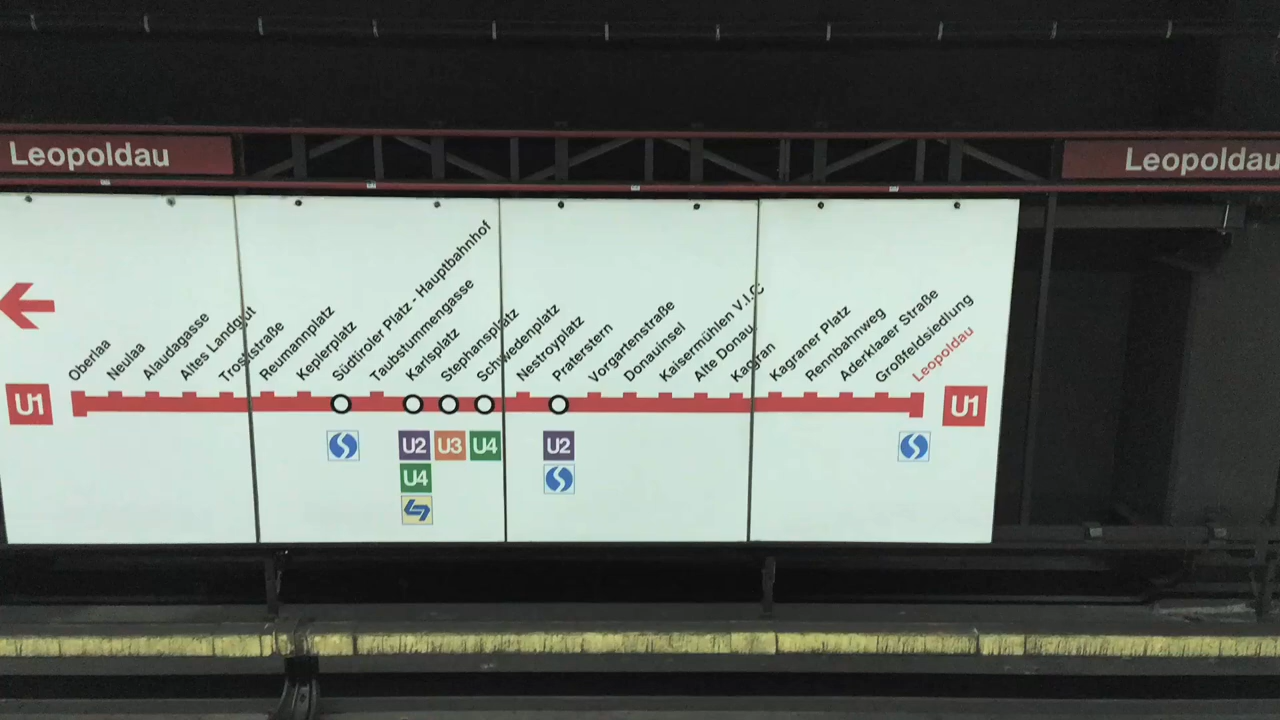 Leopoldau
Leopoldau
Oberlaa
Neulaa
Alaudagasse
Altes Landgut
Troststraße
Reumannplatz
Keplerplatz
Südtiroler Platz - Hauptbahnhof
Taubstummengasse
Karlsplatz
Stephansplatz
Schwedenplatz
Nestroyplatz
Praterstern
Vorgartenstraße
Donauinsel
Kaisermühlen V.I.C
Alte Donau
Kagran
Kagraner Platz
Rennbahnweg
Aderklaaer Straße
Großfeldsiedlung
Leopoldau
U1
U1
U2
U3
U4
U2
U4